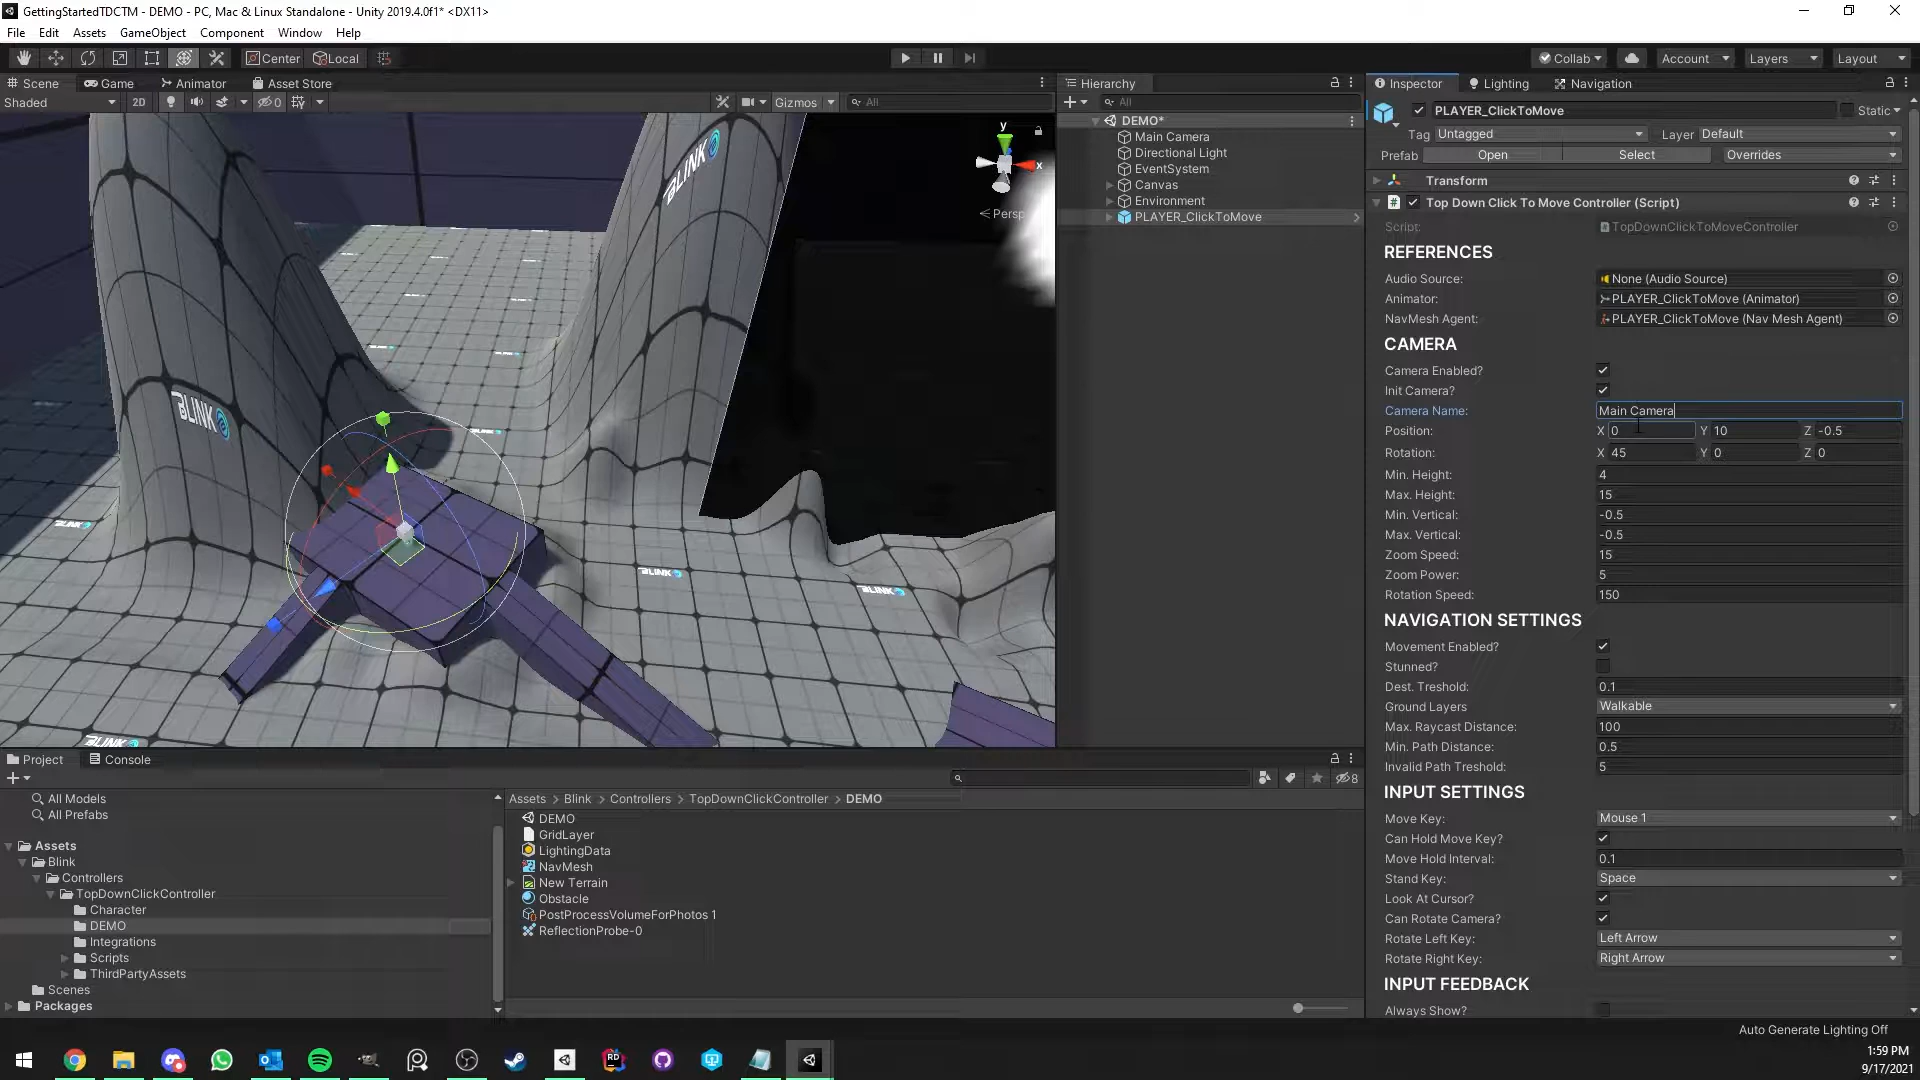 GettingStartedTDCTM - DEMO - PC, Mac & Linux Standalone - Unity 2019.4.0f1* <DX11>
File Edit Assets GameObject Component Window Help
Center Local
Collab Account Layers Layout
Scene Game Animator Asset Store
Shaded 2D 0 Gizmos All
BLINK
y
x
Persp
BLINK
BLINK
BLINK
BLINK
BLINK
Hierarchy
All
DEMO*
Main Camera
Directional Light
EventSystem
Canvas
Environment
PLAYER_ClickToMove
Inspector Lighting Navigation
PLAYER_ClickToMove Static
Tag Untagged Layer Default
Prefab Open Select Overrides
Transform
# Top Down Click To Move Controller (Script)
Script: TopDownClickToMoveController
REFERENCES
Audio Source: None (Audio Source)
Animator: PLAYER_ClickToMove (Animator)
NavMesh Agent: PLAYER_ClickToMove (Nav Mesh Agent)
CAMERA
Camera Enabled?
Init Camera?
Camera Name: Main Camera
Position: X 0 Y 10 Z -0.5
Rotation: X 45 Y 0 Z 0
Min. Height: 4
Max. Height: 15
Min. Vertical: -0.5
Max. Vertical: -0.5
Zoom Speed: 15
Zoom Power: 5
Rotation Speed: 150
NAVIGATION SETTINGS
Movement Enabled?
Stunned?
Dest. Treshold: 0.1
Ground Layers Walkable
Max. Raycast Distance: 100
Min. Path Distance: 0.5
Invalid Path Treshold: 5
INPUT SETTINGS
Move Key: Mouse 1
Can Hold Move Key?
Move Hold Interval: 0.1
Stand Key: Space
Look At Cursor?
Can Rotate Camera?
Rotate Left Key: Left Arrow
Rotate Right Key: Right Arrow
INPUT FEEDBACK
Always Show?
Project Console
8
All Models
All Prefabs
Assets
Blink
Controllers
TopDownClickController
Character
DEMO
Integrations
Scripts
ThirdPartyAssets
Scenes
Packages
Assets > Blink > Controllers > TopDownClickController > DEMO
DEMO
GridLayer
LightingData
NavMesh
New Terrain
Obstacle
PostProcessVolumeForPhotos 1
ReflectionProbe-0
Auto Generate Lighting Off
RD
1:59 PM
9/17/2021